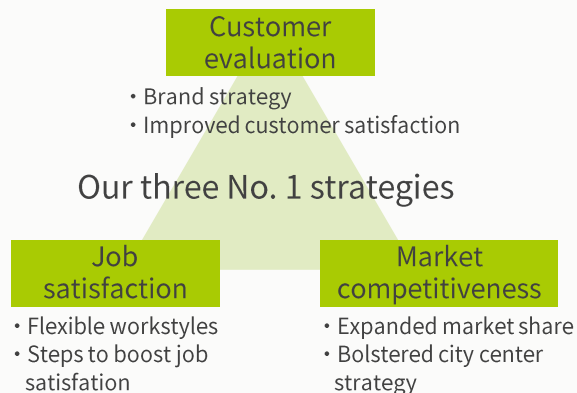 Customer
evaluation
・Brand strategy
・Improved customer satisfaction
Our three No. 1 strategies
Job
satisfaction
・Flexible workstyles
・Steps to boost job
satisfation
Market
competitiveness
・Expanded market share
・Bolstered city center
strategy